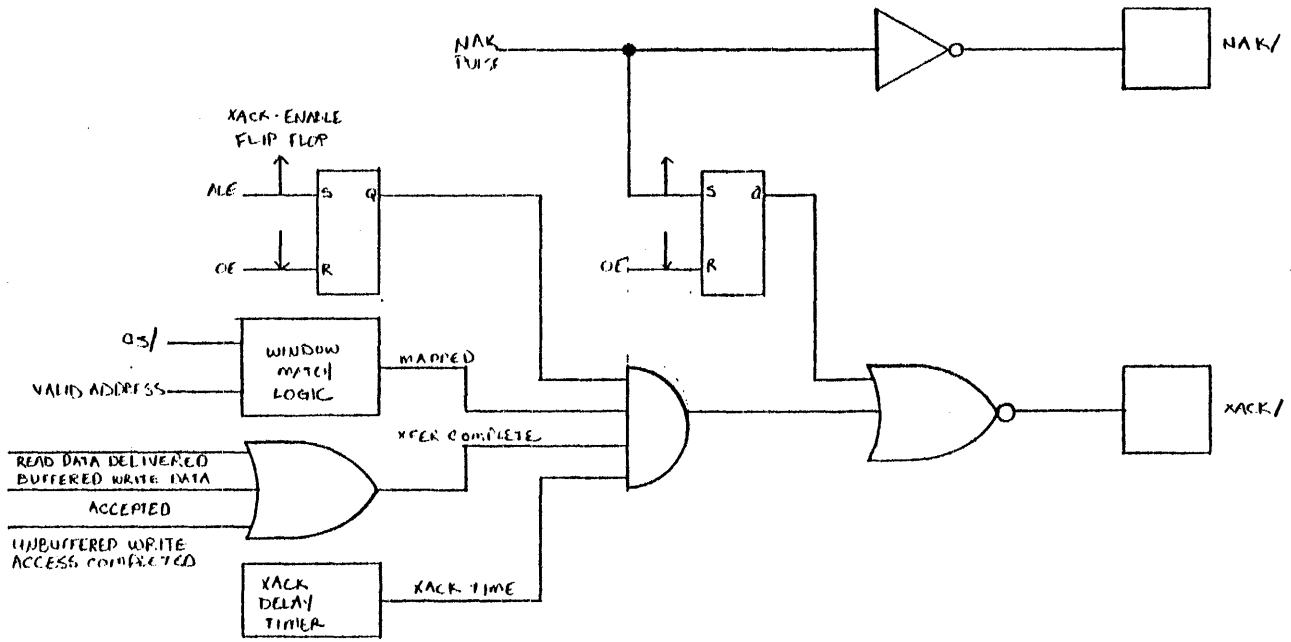 NAK
PULSE
NAK/
XACK-ENABLE
FLIP FLOP
ALE
S
Q
OE
R
S
Q
OE
R
CS/
VALID ADDRESS
WINDOW
MATCH
LOGIC
MAPPED
XFER COMPLETE
READ DATA DELIVERED
BUFFERED WRITE DATA
ACCEPTED
UNBUFFERED WRITE
ACCESS COMPLETED
XACK
DELAY
TIMER
XACK TIME
XACK/